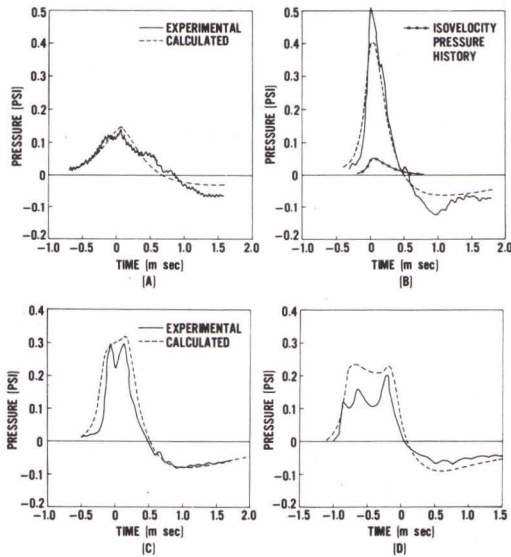 EXPERIMENTAL
CALCULATED
PRESSURE [PSI]
0.5
0.4
0.3
0.2
0.1
0
-0.1
-0.2
-1.0 -0.5 0 0.5 1.0 1.5 2.0
TIME [m sec]
[A]
ISOVELOCITY
PRESSURE
HISTORY
PRESSURE [PSI]
0.5
0.4
0.3
0.2
0.1
0
-0.1
-0.2
-1.0 -0.5 0 0.5 1.0 1.5 2.0
TIME [m sec]
[B]
EXPERIMENTAL
CALCULATED
PRESSURE [PSI]
0.4
0.3
0.2
0.1
0
-0.1
-0.2
-1.0 -0.5 0 0.5 1.0 1.5 2.0
TIME [m sec]
[C]
PRESSURE [PSI]
0.4
0.3
0.2
0.1
0
-0.1
-0.2
-1.5 -1.0 -0.5 0 0.5 1.0 1.5
TIME [m sec]
[D]